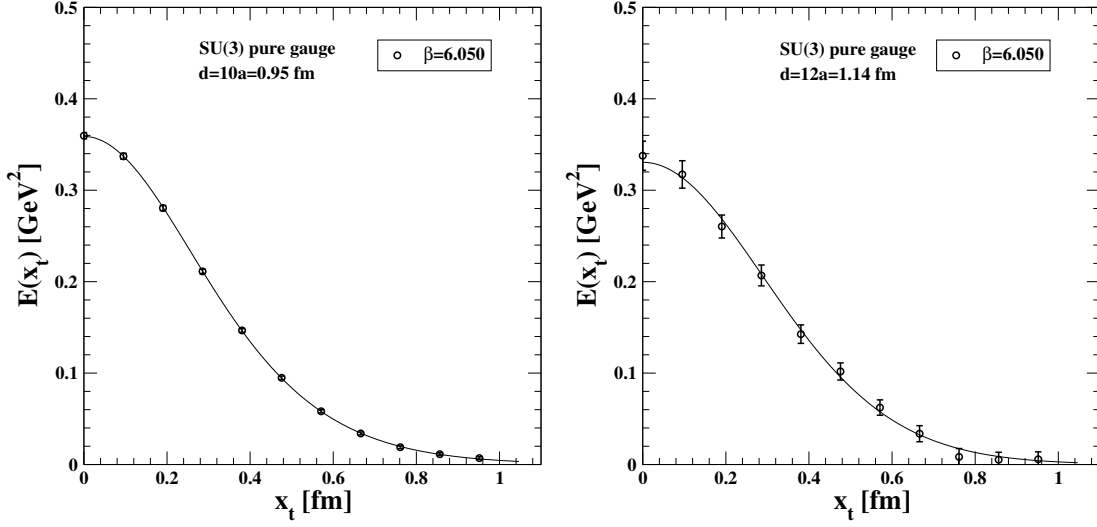 0.5
0.4
0.3
0.2
0.1
0
E(x_t) [GeV^2]
SU(3) pure gauge
d=10a=0.95 fm
β=6.050
0 0.2 0.4 0.6 0.8 1
x_t [fm]
0.5
0.4
0.3
0.2
0.1
0
E(x_t) [GeV^2]
SU(3) pure gauge
d=12a=1.14 fm
β=6.050
0 0.2 0.4 0.6 0.8 1
x_t [fm]